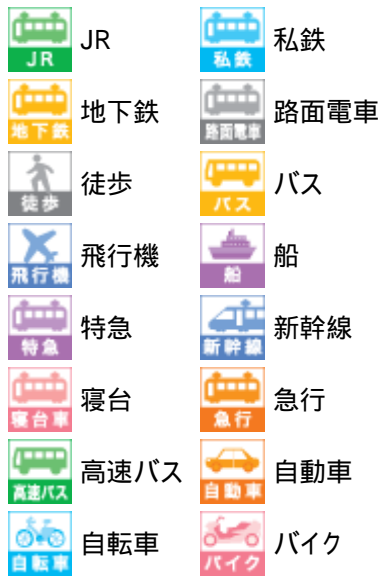 JR JR 私鉄 私鉄
地下鉄 地下鉄 路面電車 路面電車
徒歩 徒歩 バス バス
飛行機 飛行機 船 船
特急 特急 新幹線 新幹線
寝台車 寝台 急行 急行
高速バス 高速バス 自動車 自動車
自転車 自転車 バイク バイク